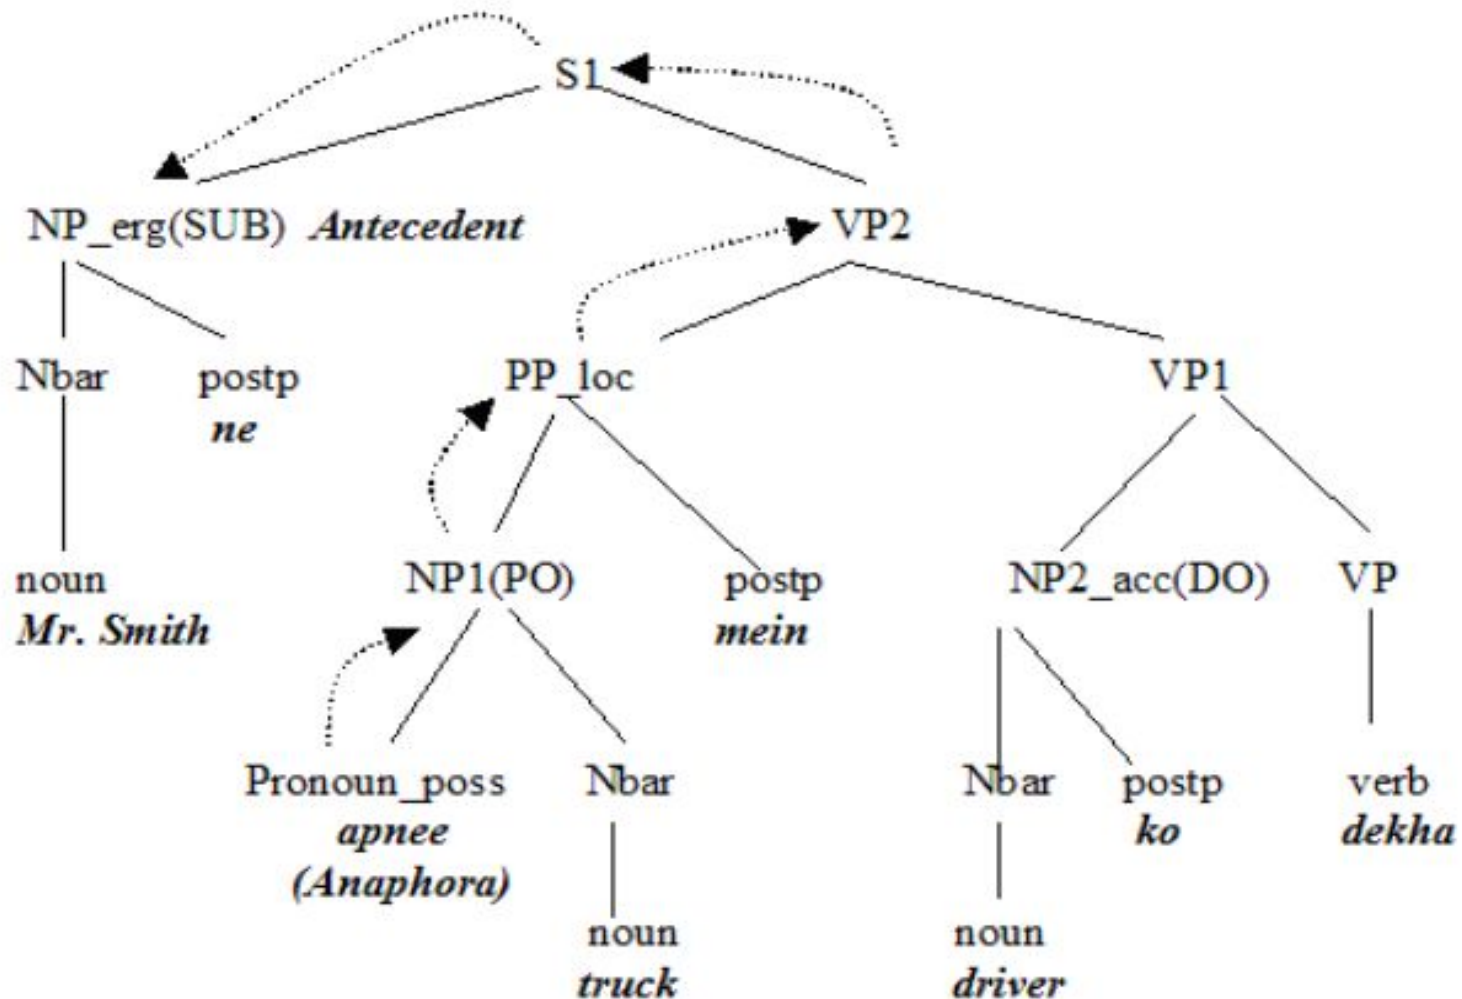 S1
NP_erg(SUB) Antecedent VP2
Nbar postp PP_loc VP1
ne
noun NP1(PO) postp NP2_acc(DO) VP
Mr. Smith mein
Pronoun_poss Nbar Nbar postp verb
apnee ko dekha
(Anaphora)
noun noun
truck driver